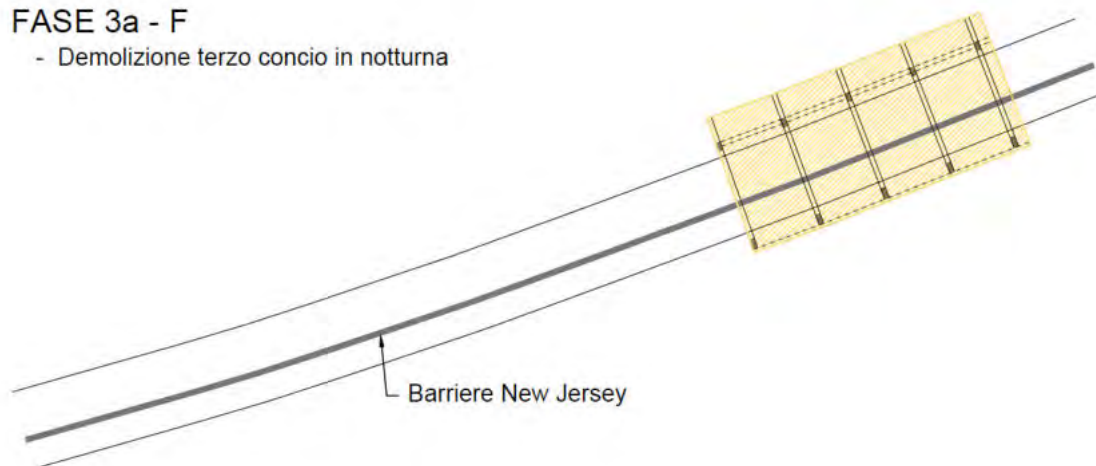 FASE 3a - F
- Demolizione terzo concio in notturna
Barriere New Jersey